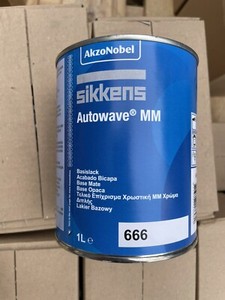 AkzoNobel
sikkens
Autowave® MM
Basislack
Acabado Bicapa
Base Mate
Base Opaca
Τελικό Επίχρισμα Χρωστική ΜΜ Χρώμα
Διπλής
Lakier Bazowy
1L e
666